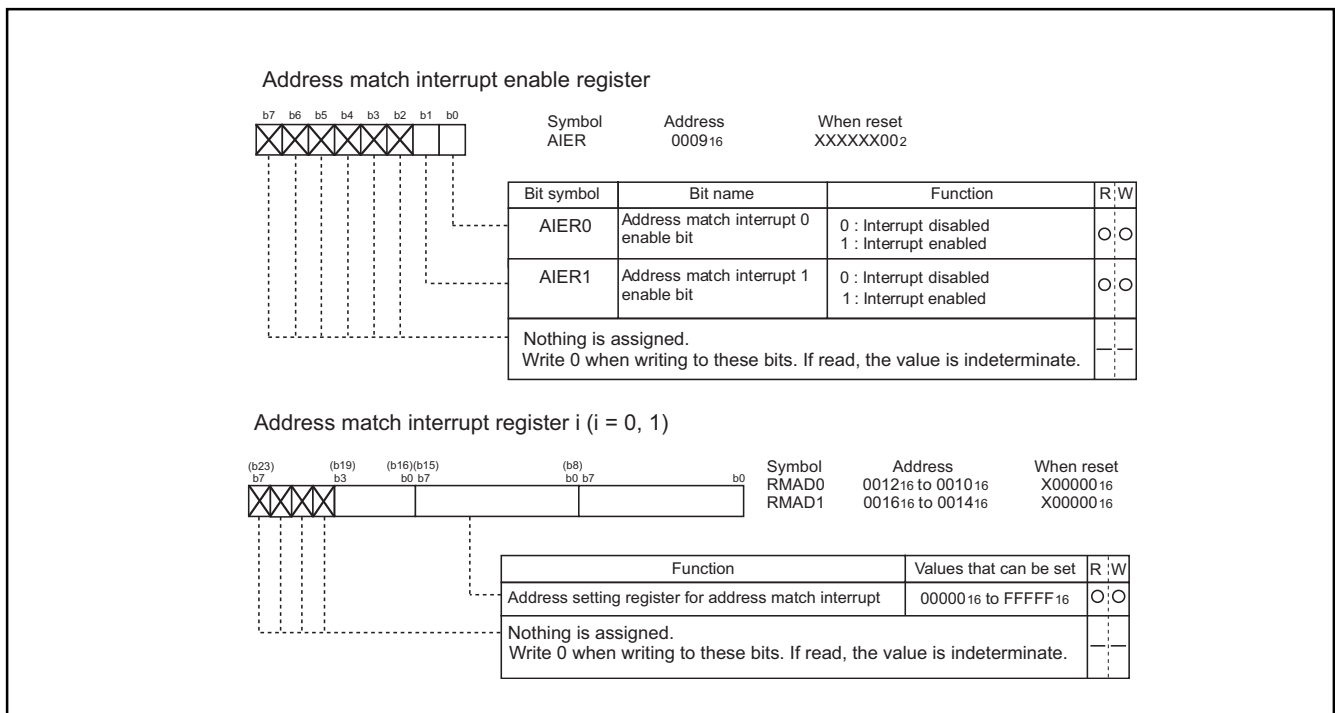 Address match interrupt enable register
b7 b6 b5 b4 b3 b2 b1 b0
Symbol Address When reset
AIER 000916 XXXXXX002
Bit symbol Bit name Function R W
AIER0 Address match interrupt 0 enable bit 0 : Interrupt disabled 1 : Interrupt enabled
AIER1 Address match interrupt 1 enable bit 0 : Interrupt disabled 1 : Interrupt enabled
Nothing is assigned.
Write 0 when writing to these bits. If read, the value is indeterminate.
Address match interrupt register i (i = 0, 1)
(b23) (b19) (b16)(b15) (b8)
b7 b3 b0 b7 b0 b7 b0
Symbol Address When reset
RMAD0 001216 to 001016 X0000016
RMAD1 001616 to 001416 X0000016
Function Values that can be set R W
Address setting register for address match interrupt 0000016 to FFFFF16
Nothing is assigned.
Write 0 when writing to these bits. If read, the value is indeterminate.